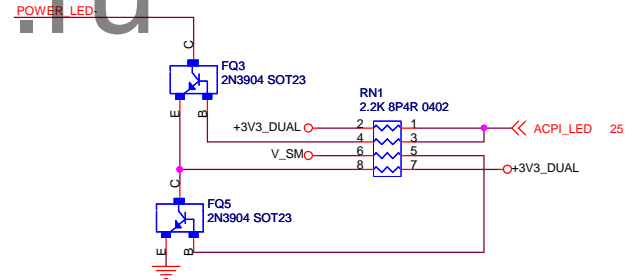 .ru
POWER_LED-
C
FQ3
2N3904 SOT23
E
B
RN1
2.2K 8P4R 0402
+3V3_DUAL
2
1
ACPI_LED 25
4
3
V_SM
6
5
8
7
+3V3_DUAL
C
FQ5
2N3904 SOT23
E
B